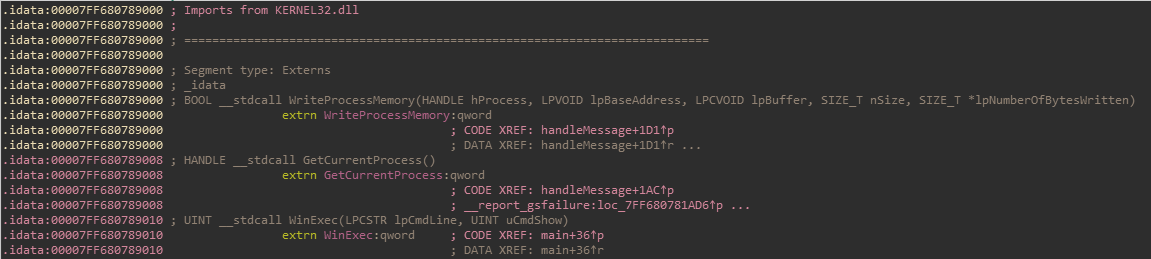 .idata:00007FF680789000 ; Imports from KERNEL32.dll
.idata:00007FF680789000 ;
.idata:00007FF680789000 ; ===========================================================================
.idata:00007FF680789000
.idata:00007FF680789000 ; Segment type: Externs
.idata:00007FF680789000 ; _idata
.idata:00007FF680789000 ; BOOL __stdcall WriteProcessMemory(HANDLE hProcess, LPVOID lpBaseAddress, LPCVOID lpBuffer, SIZE_T nSize, SIZE_T *lpNumberOfBytesWritten)
.idata:00007FF680789000 extrn WriteProcessMemory:qword
.idata:00007FF680789000 ; CODE XREF: handleMessage+1D1↑p
.idata:00007FF680789000 ; DATA XREF: handleMessage+1D1↑r ...
.idata:00007FF680789008 ; HANDLE __stdcall GetCurrentProcess()
.idata:00007FF680789008 extrn GetCurrentProcess:qword
.idata:00007FF680789008 ; CODE XREF: handleMessage+1AC↑p
.idata:00007FF680789008 ; __report_gsfailure:loc_7FF680781AD6↑p ...
.idata:00007FF680789010 ; UINT __stdcall WinExec(LPCSTR lpCmdLine, UINT uCmdShow)
.idata:00007FF680789010 extrn WinExec:qword ; CODE XREF: main+36↑p
.idata:00007FF680789010 ; DATA XREF: main+36↑r